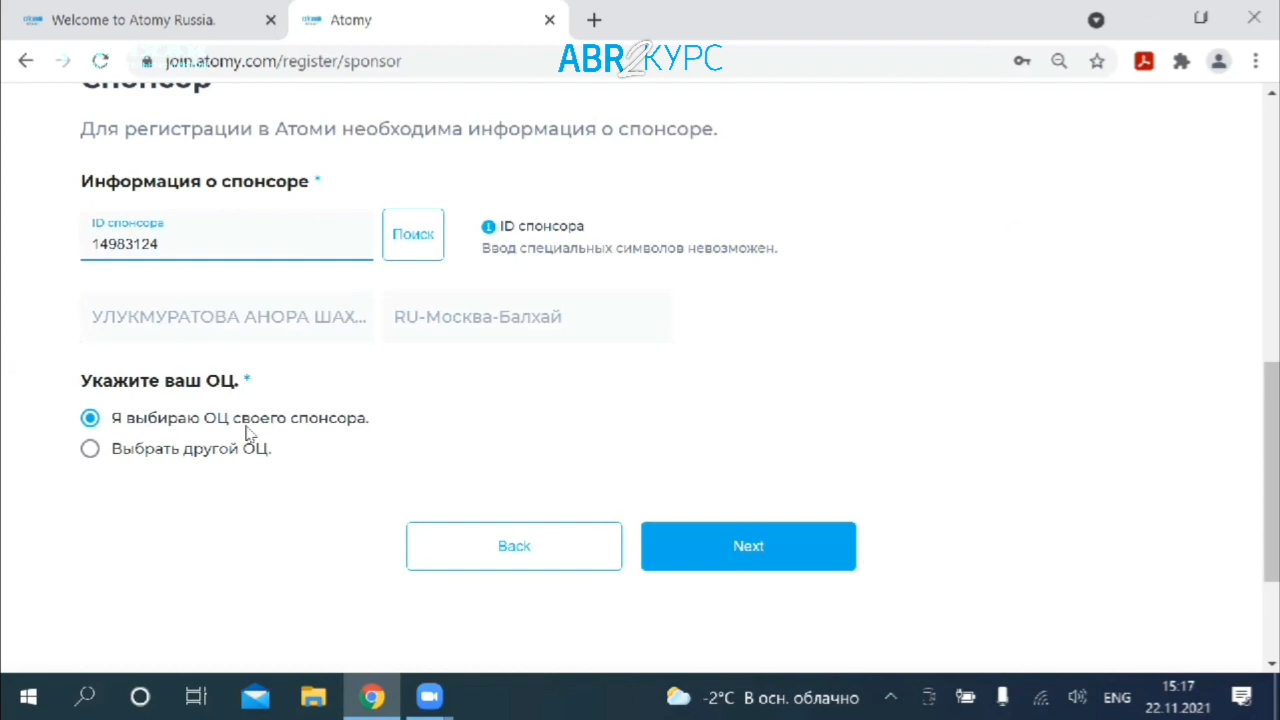 Welcome to Atomy Russia.
Atomy
join.atomy.com/register/sponsor
ABR2КУРС
Спонсор
Для регистрации в Атоми необходима информация о спонсоре.
Информация о спонсоре *
ID спонсора
14983124
Поиск
ID спонсора
Ввод специальных символов невозможен.
УЛУКМУРАТОВА АНОРА ШАХ...
RU-Москва-Балхай
Укажите ваш ОЦ. *
Я выбираю ОЦ своего спонсора.
Выбрать другой ОЦ.
Back
Next
-2°C В осн. облачно
ENG
15:17
22.11.2021